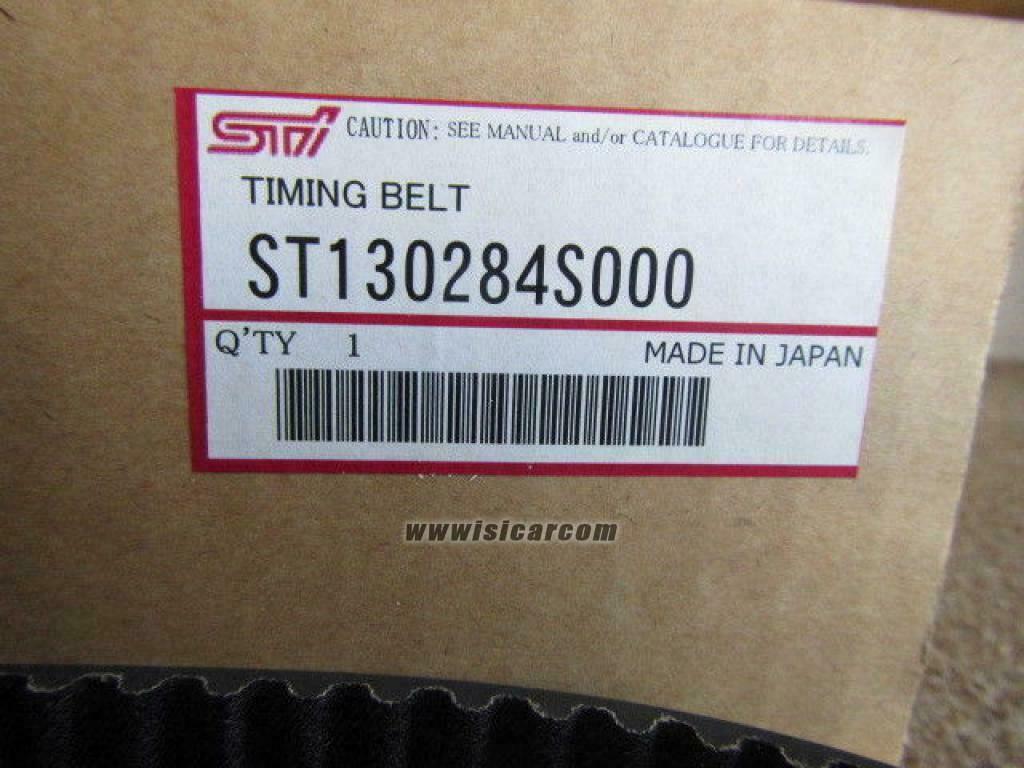 STi CAUTION: SEE MANUAL and/or CATALOGUE FOR DETAILS.
TIMING BELT
ST130284S000
Q'TY 1 MADE IN JAPAN
wwwisicarcom